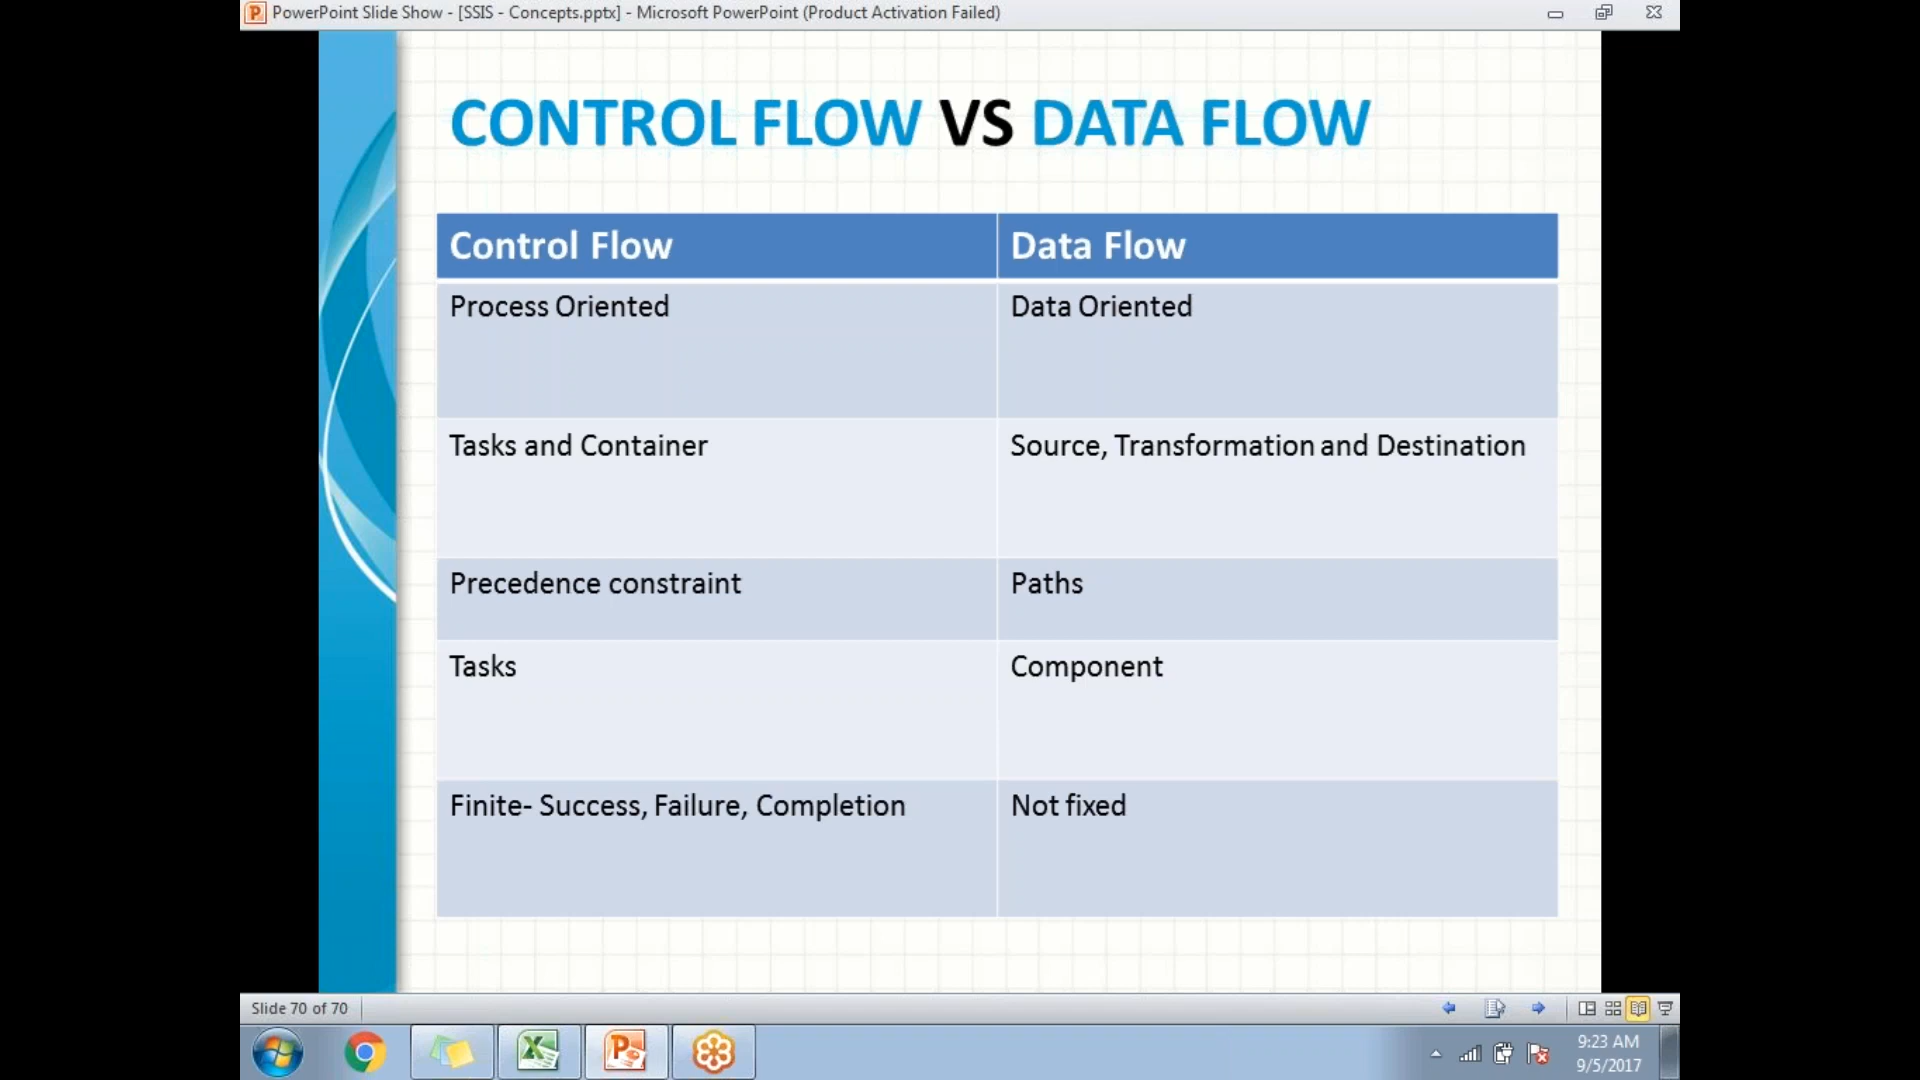 PowerPoint Slide Show - [SSIS - Concepts.pptx] - Microsoft PowerPoint (Product Activation Failed)
CONTROL FLOW VS DATA FLOW
Control Flow Data Flow
Process Oriented Data Oriented
Tasks and Container Source, Transformation and Destination
Precedence constraint Paths
Tasks Component
Finite- Success, Failure, Completion Not fixed
Slide 70 of 70
9:23 AM
9/5/2017